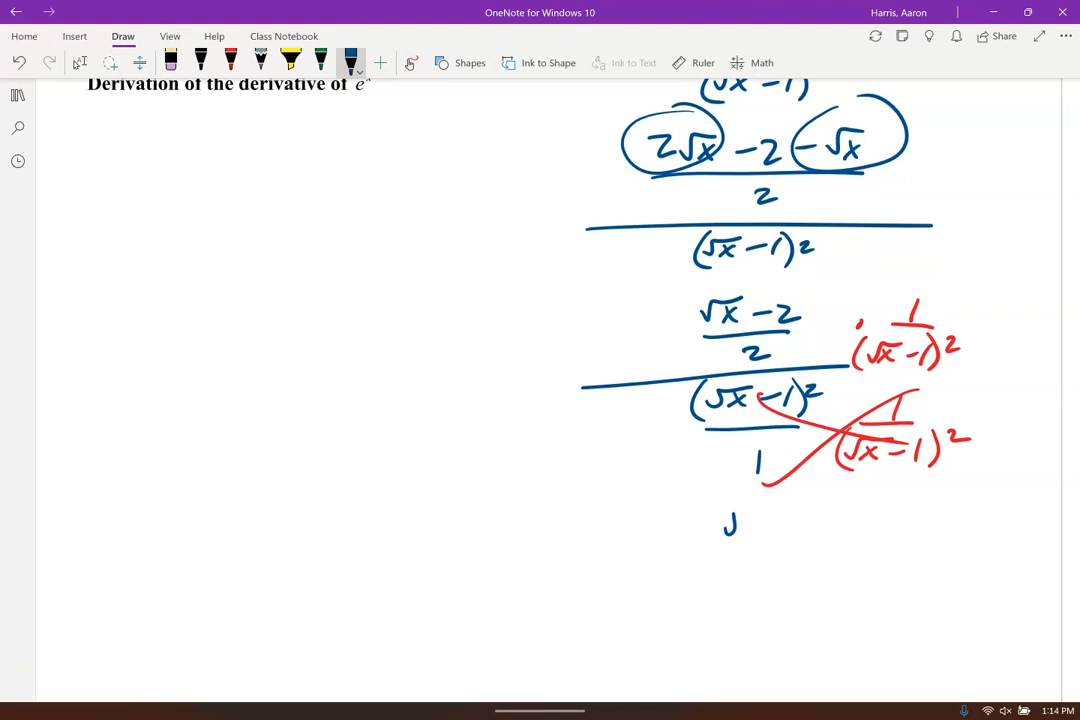 OneNote for Windows 10
Harris, Aaron
Home Insert Draw View Help Class Notebook
Share
Shapes Ink to Shape Ink to Text Ruler Math
Derivation of the derivative of eˣ
(√x − 1)
2√x − 2 − √x
2
(√x − 1)²
√x − 2
2
· 1
(√x − 1)²
(√x − 1)²
1
1
(√x − 1)²
1:14 PM